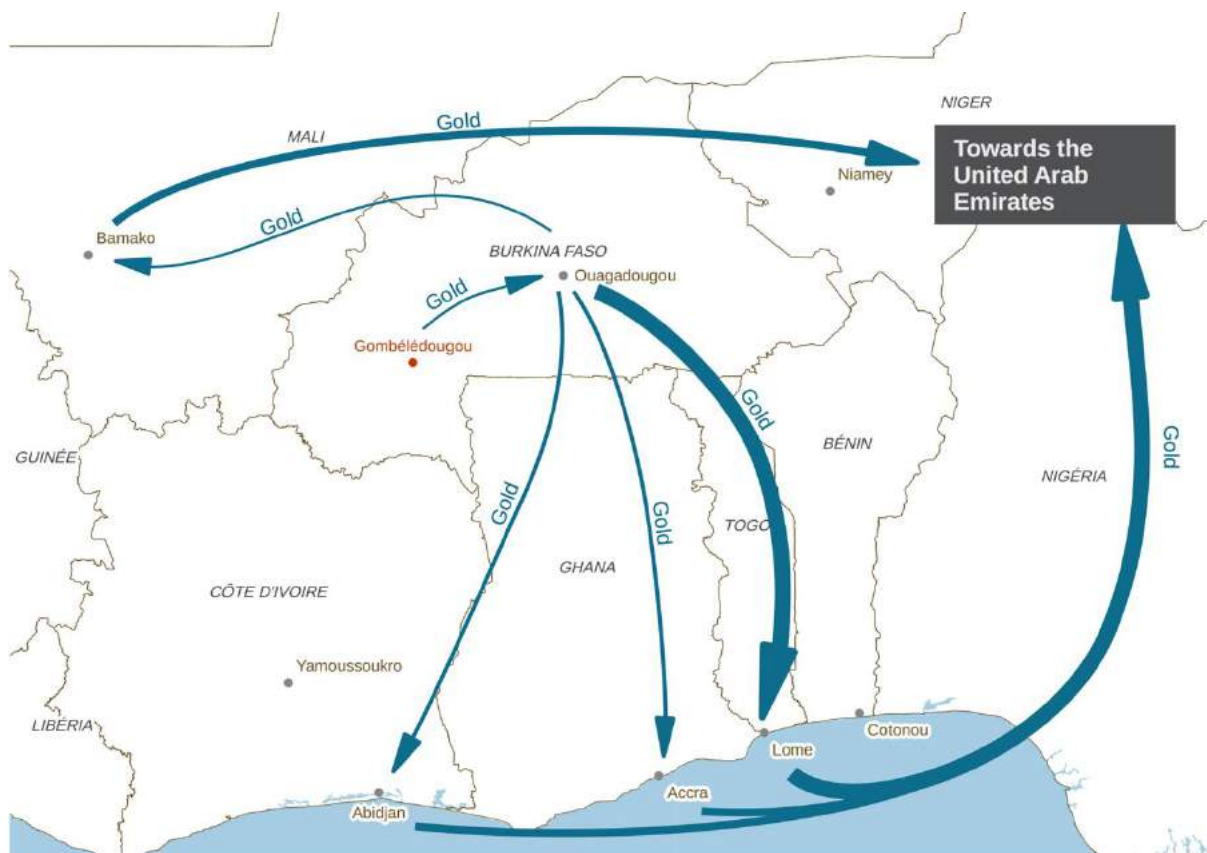 NIGER
Gold
MALI
Towards the
United Arab
Emirates
Niamey
Gold
Bamako
BURKINA FASO
Ouagadougou
Gold
Gombélédougou
Gold
BÉNIN
Gold
GUINÉE
NIGÉRIA
Gold
Gold
TOGO
GHANA
CÔTE D'IVOIRE
Yamoussoukro
LIBÉRIA
Cotonou
Lome
Accra
Abidjan